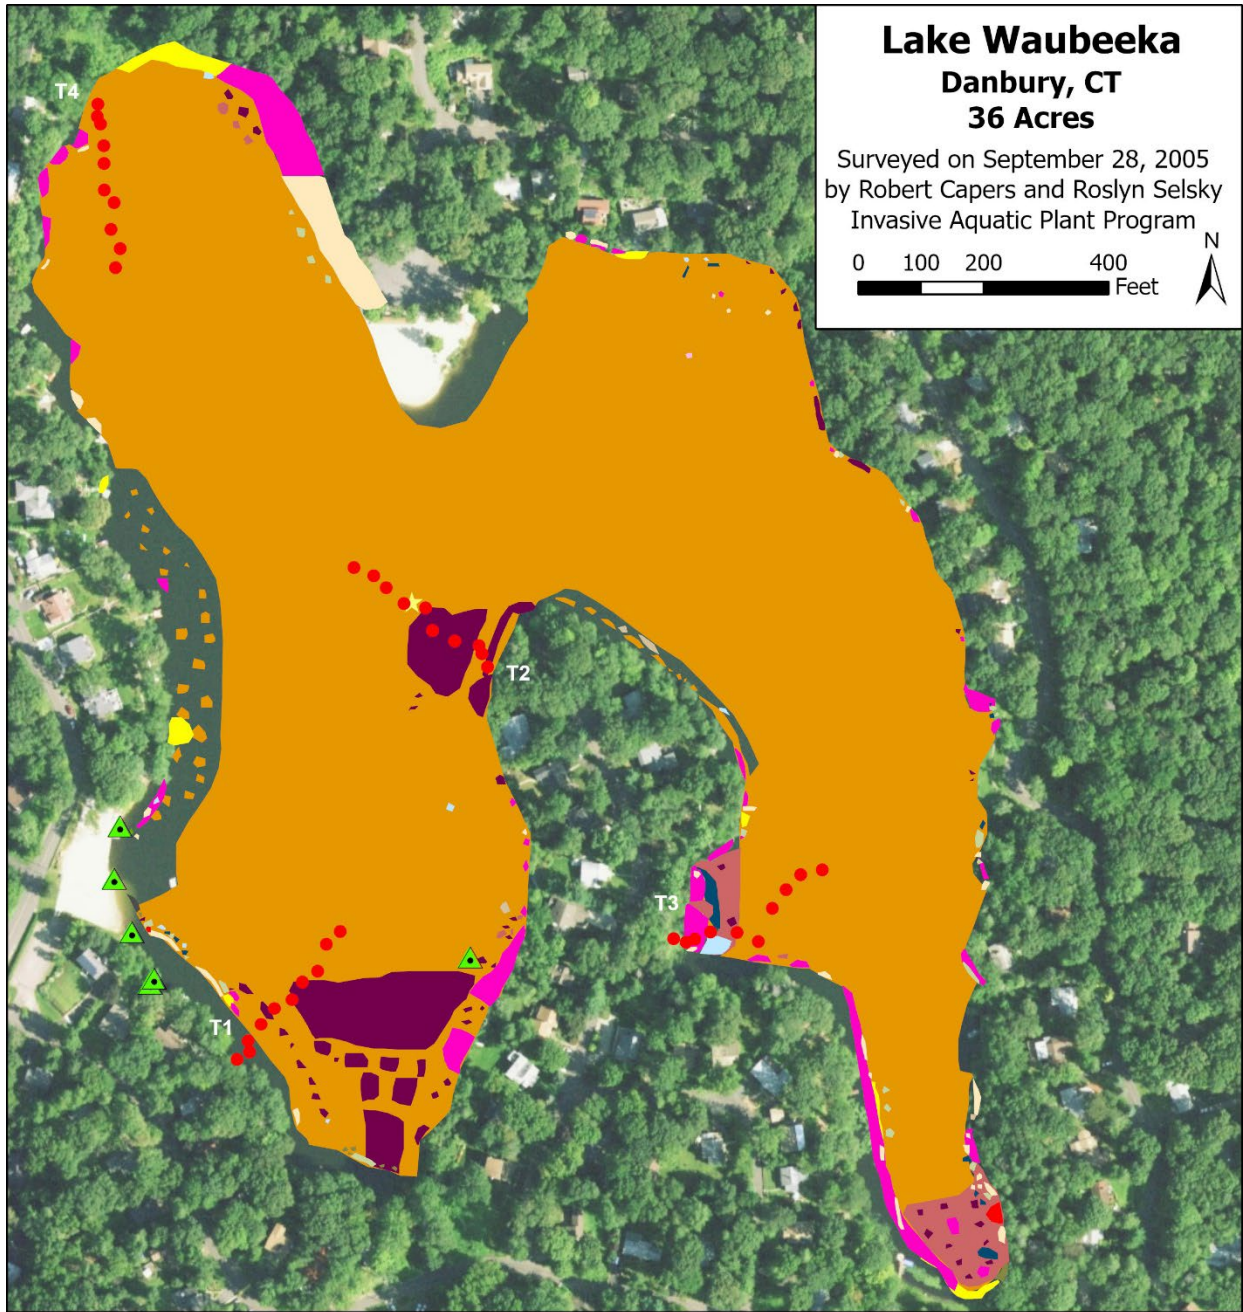 Lake Waubeeka
Danbury, CT
36 Acres
Surveyed on September 28, 2005
by Robert Capers and Roslyn Selsky
Invasive Aquatic Plant Program
N
0 100 200 400
Feet
T4
T2
T3
T1